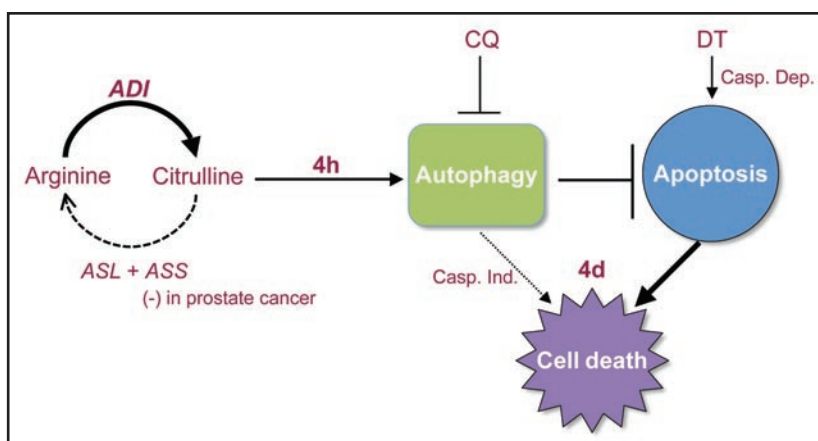 CQ
DT
Casp. Dep.
ADI
Arginine
Citrulline
4h
Autophagy
Apoptosis
ASL + ASS
(-) in prostate cancer
Casp. Ind.
4d
Cell death